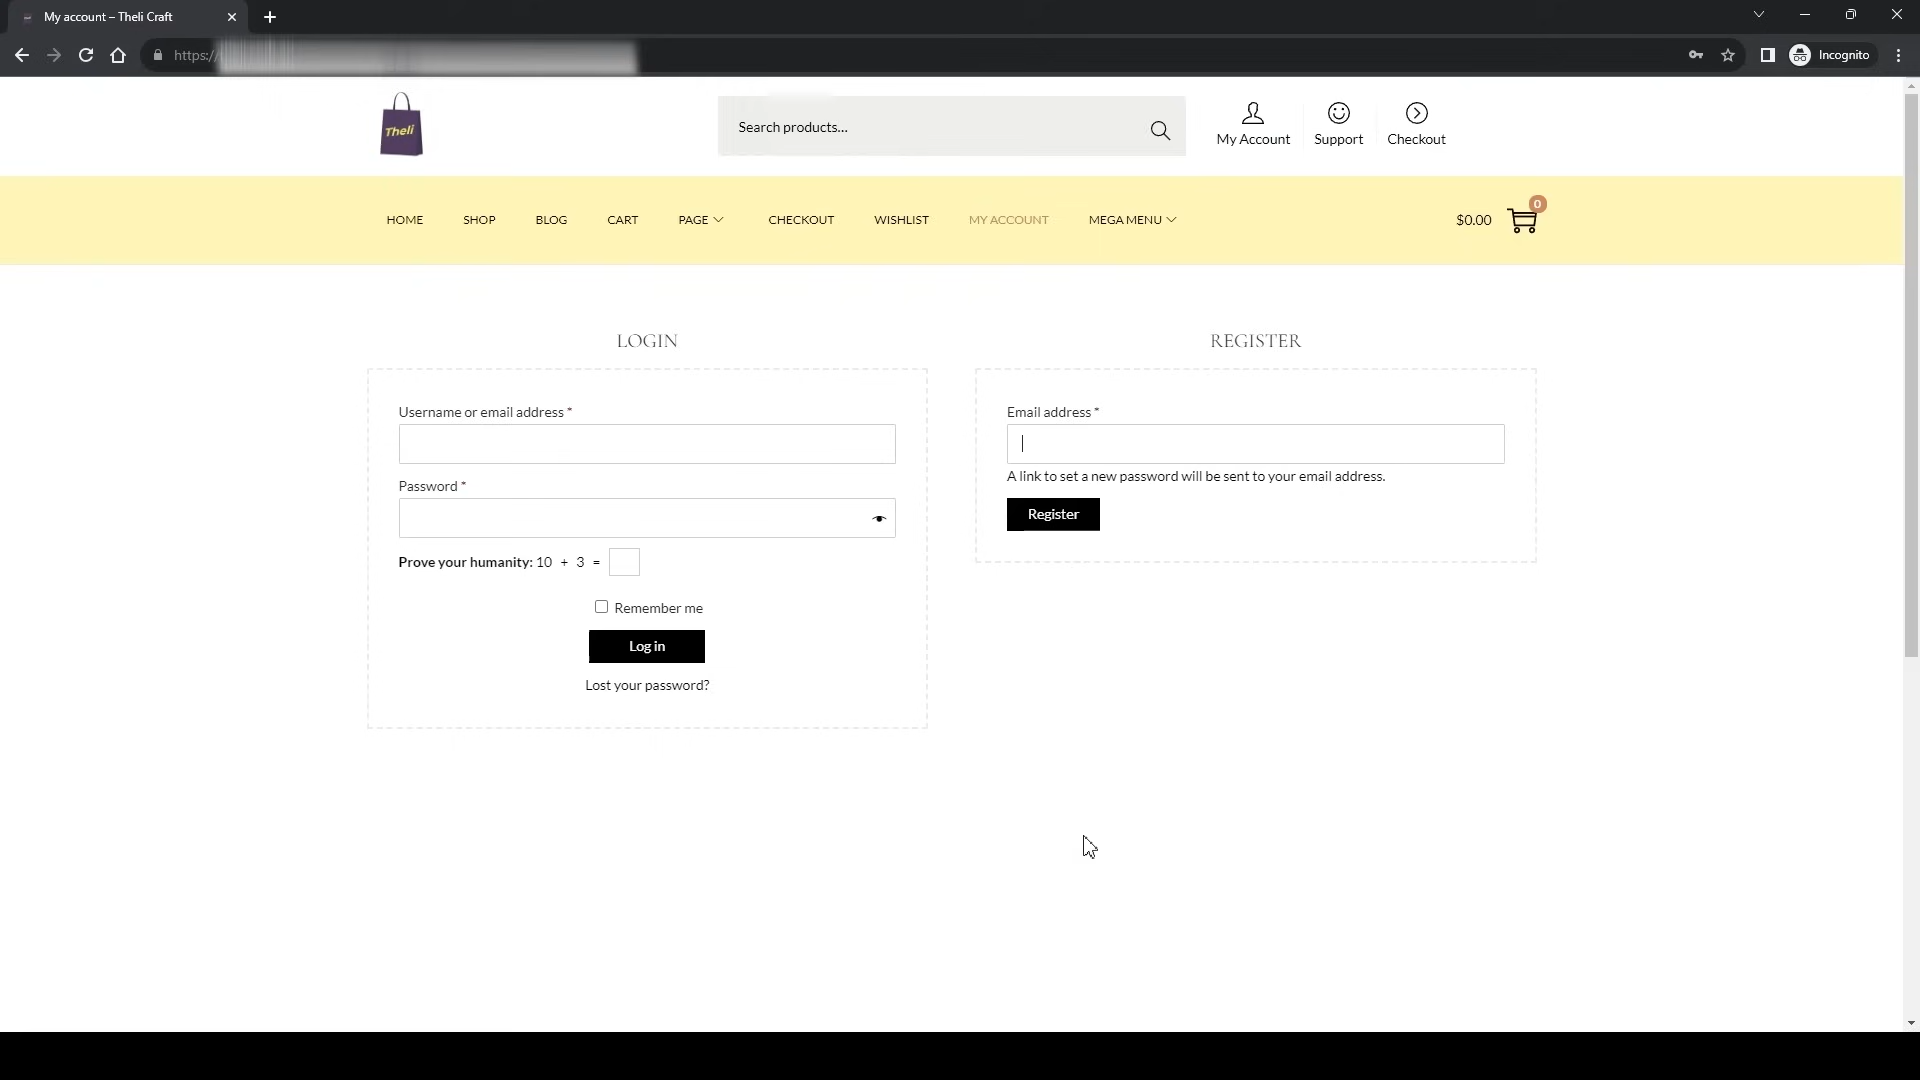 My account – Theli Craft
https://
Incognito
Theli
Search products...
My Account
Support
Checkout
HOME
SHOP
BLOG
CART
PAGE
CHECKOUT
WISHLIST
MY ACCOUNT
MEGA MENU
$0.00
0
LOGIN
Username or email address *
Password *
Prove your humanity: 10 + 3 =
Remember me
Log in
Lost your password?
REGISTER
Email address *
A link to set a new password will be sent to your email address.
Register